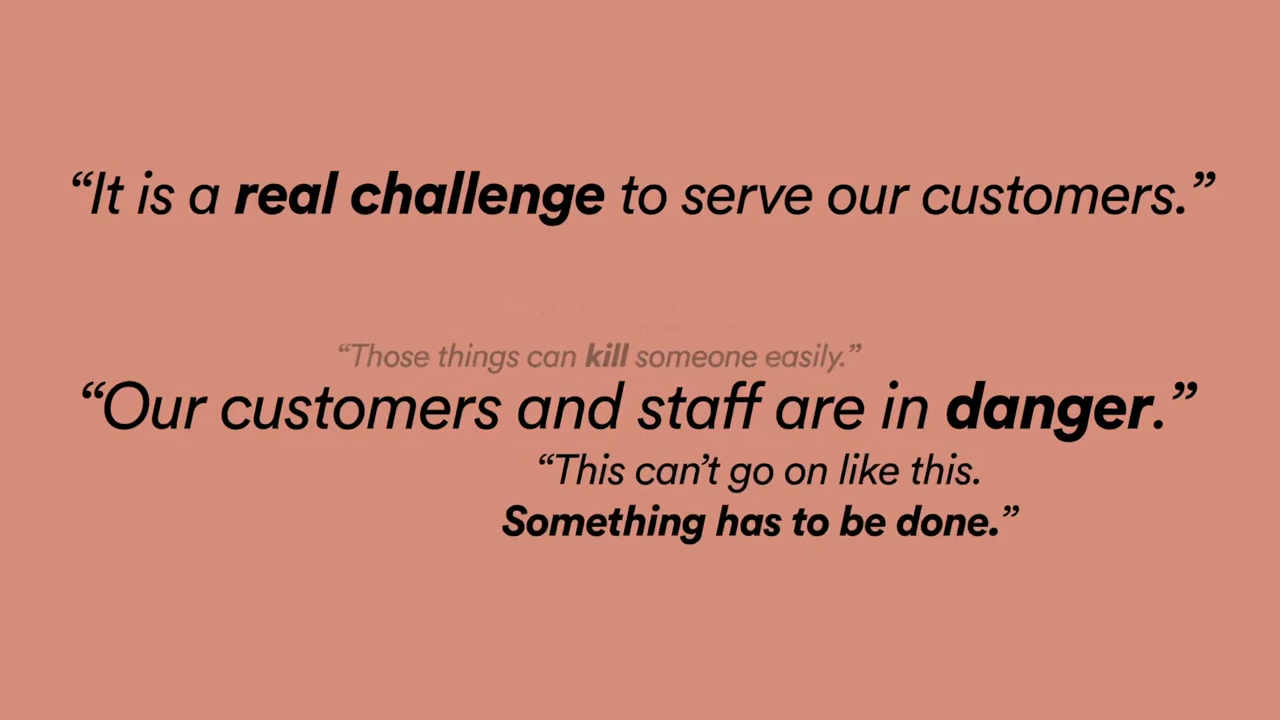 “It is a real challenge to serve our customers.”
“Those things can kill someone easily.”
“Our customers and staff are in danger.”
“This can’t go on like this.
Something has to be done.”